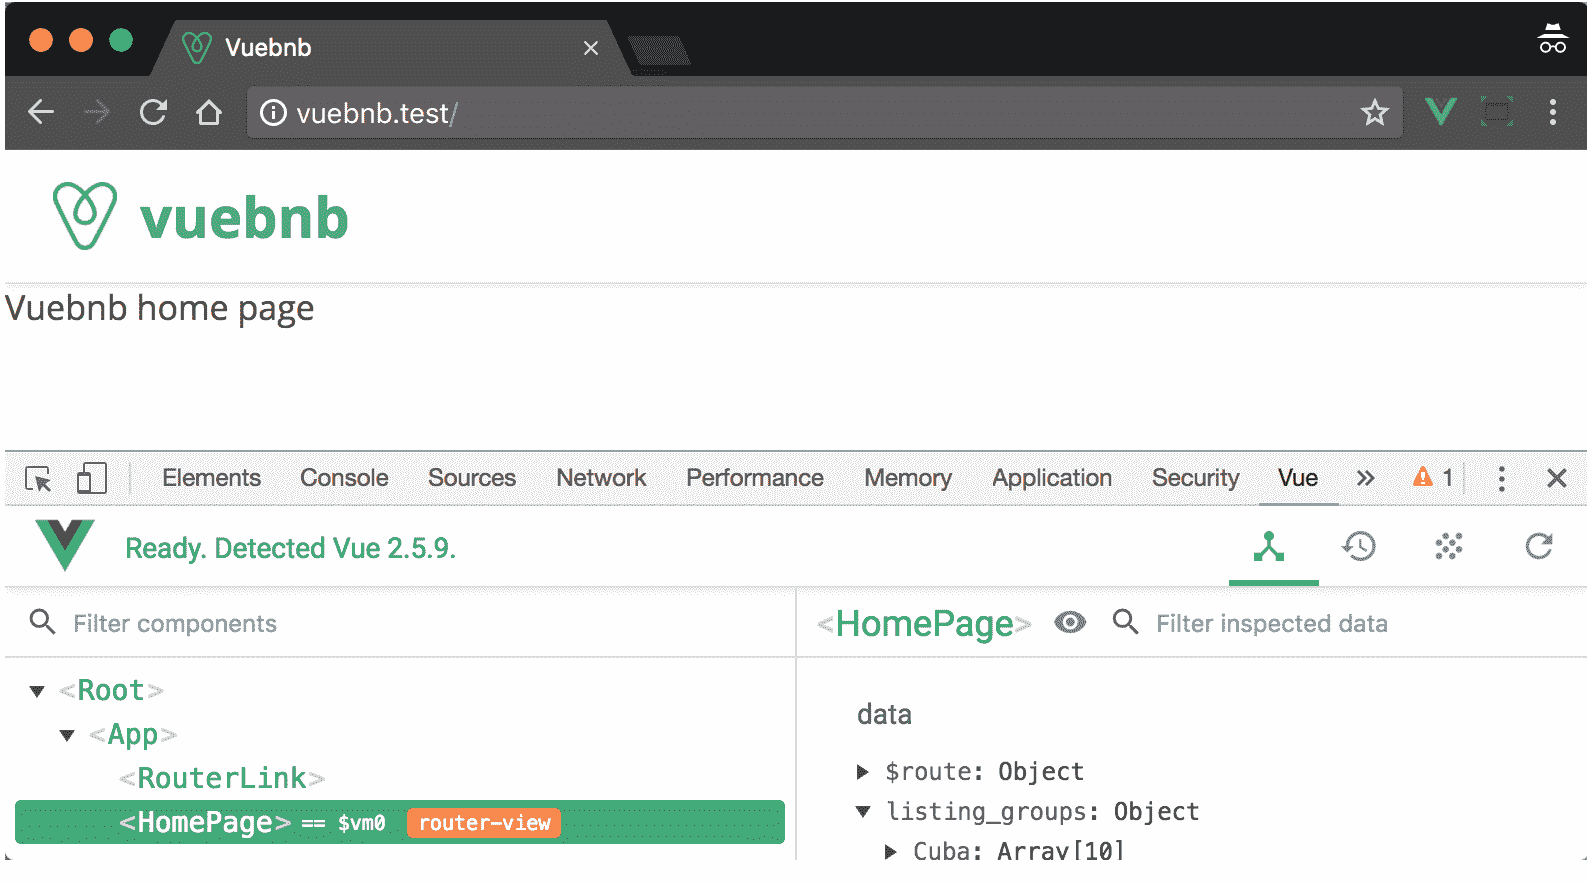 Vuebnb
vuebnb.test/
vuebnb
Vuebnb home page
Elements Console Sources Network Performance Memory Application Security Vue » 1
Ready. Detected Vue 2.5.9.
Filter components
<HomePage> Filter inspected data
<Root>
<App>
<RouterLink>
<HomePage> == $vm0 router-view
data
$route: Object
listing_groups: Object
Cuba: Array[10]